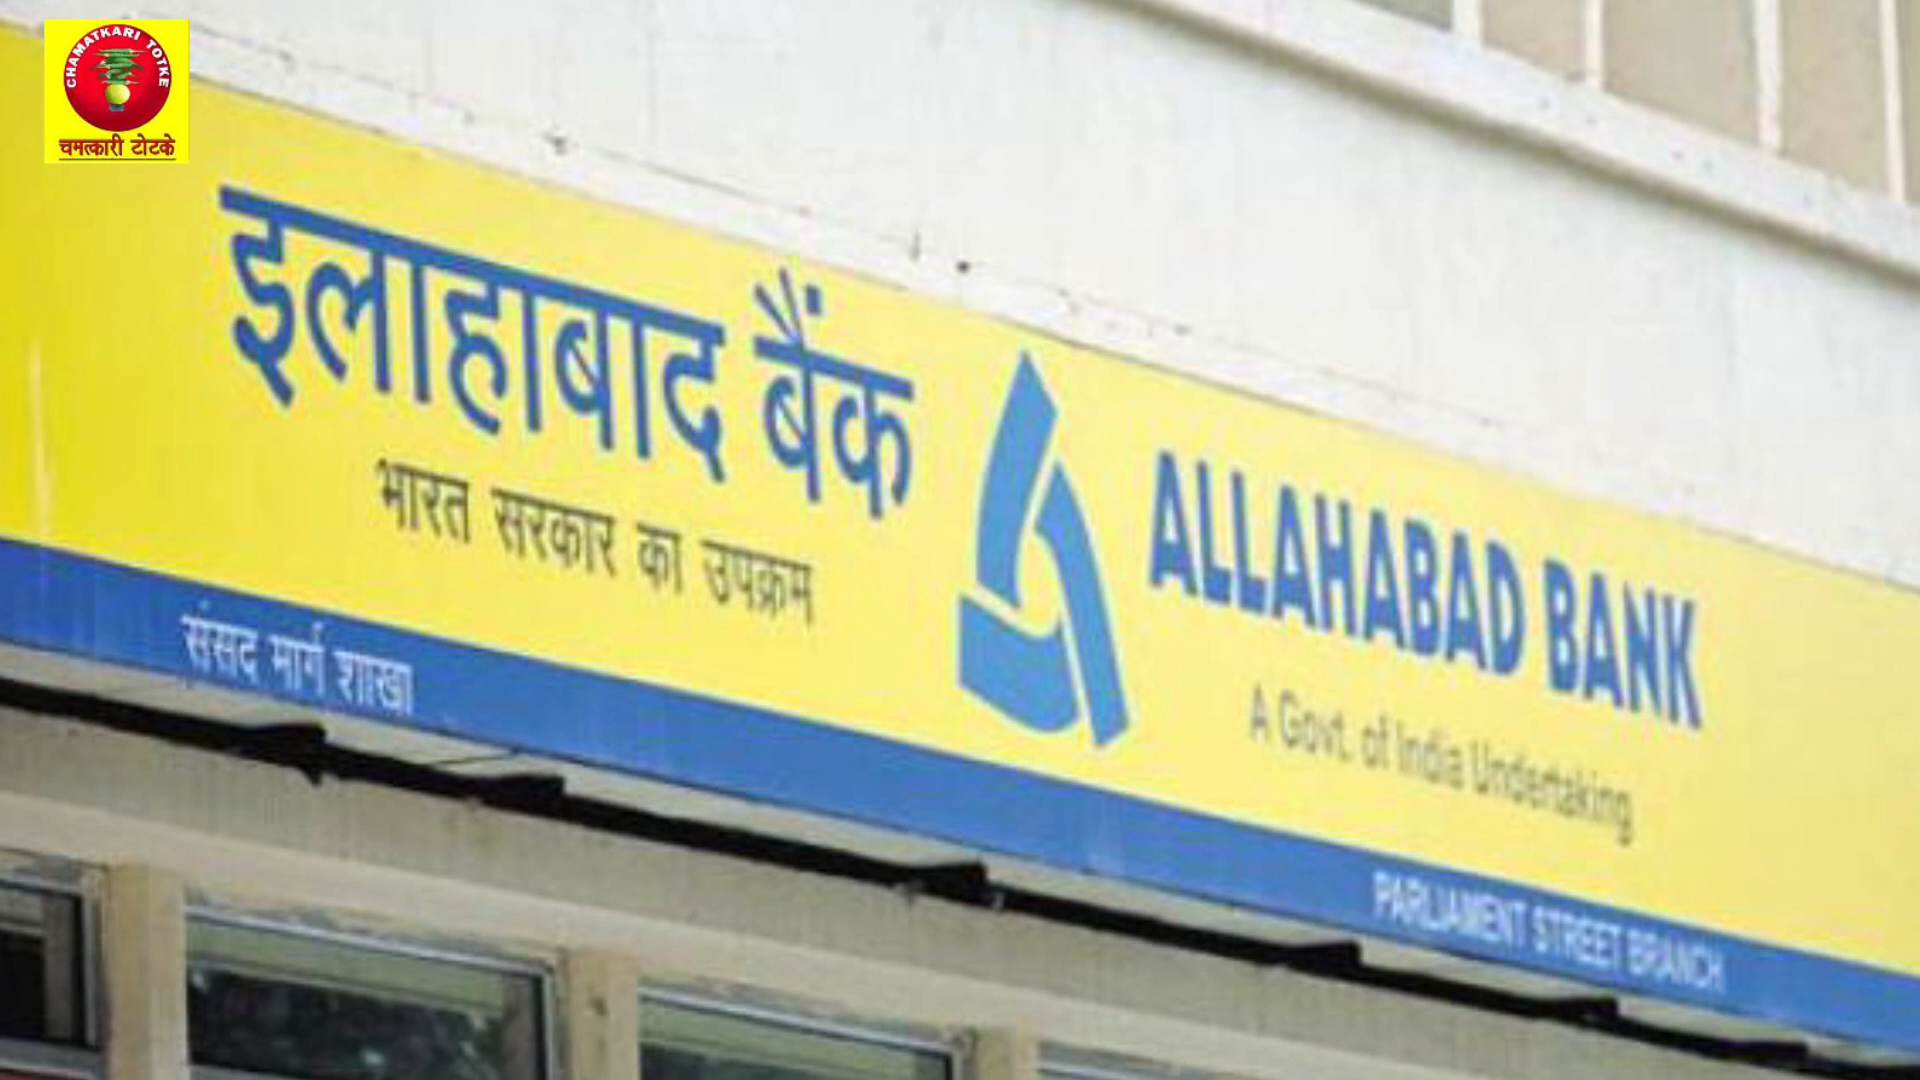 CHAMATKARI TOTKE
चमत्कारी टोटके
इलाहाबाद बैंक
भारत सरकार का उपक्रम
संसद मार्ग शाखा
ALLAHABAD BANK
A Govt. of India Undertaking
PARLIAMENT STREET BRANCH